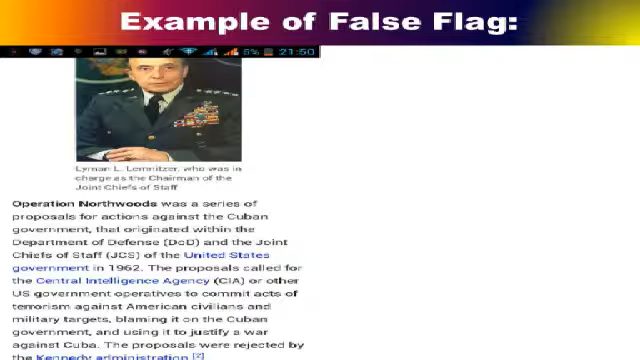 Example of False Flag:
5% 21:50
Lyman L. Lemnitzer, who was in
charge as the Chairman of the
Joint Chiefs of Staff
Operation Northwoods was a series of
proposals for actions against the Cuban
government, that originated within the
Department of Defense (DoD) and the Joint
Chiefs of Staff (JCS) of the United States
government in 1962. The proposals called for
the Central Intelligence Agency (CIA) or other
US government operatives to commit acts of
terrorism against American civilians and
military targets, blaming it on the Cuban
government, and using it to justify a war
against Cuba. The proposals were rejected by
the Kennedy administration.[2]